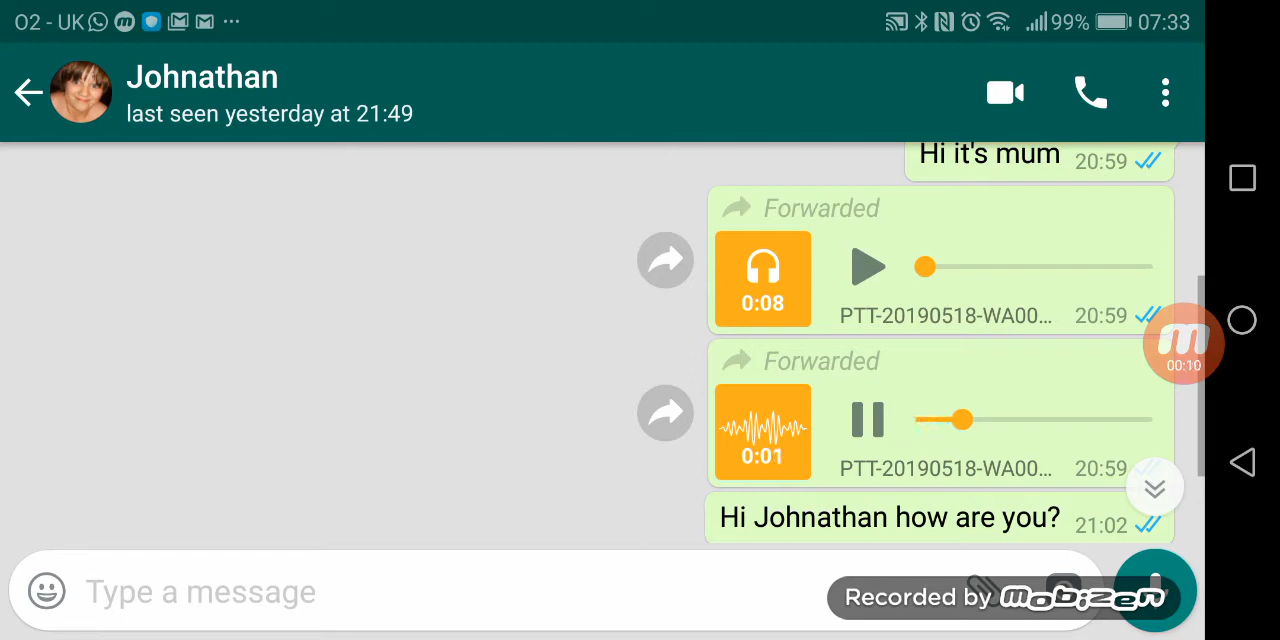 O2 - UK 99% 07:33
Johnathan
last seen yesterday at 21:49
Hi it's mum 20:59
Forwarded
0:08 PTT-20190518-WA00... 20:59
m
00:10
Forwarded
0:01 PTT-20190518-WA00... 20:59
Hi Johnathan how are you? 21:02
Type a message
Recorded by mobizen